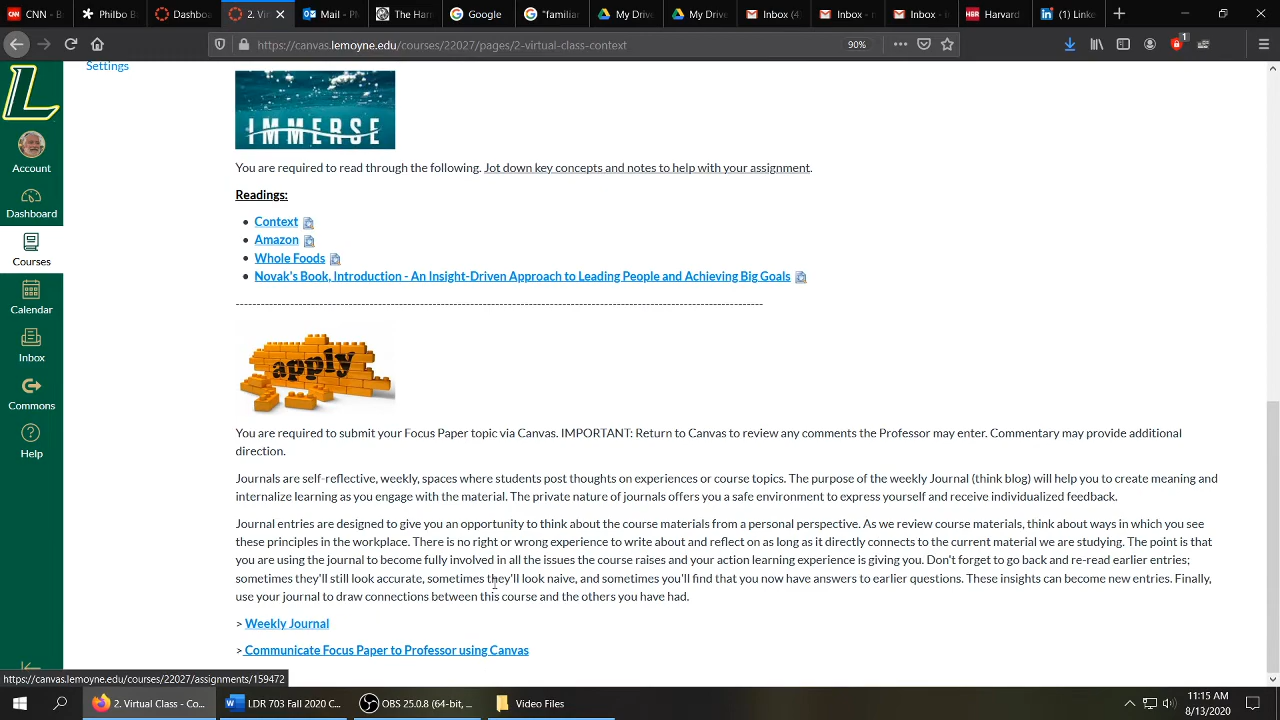 CNN - B
Philbo B
Dashboa
2. Virt
Mail - P
The Harr
Google
"familiar
My Drive
My Drive
Inbox (4
Inbox - r
Inbox - i
HBR Harvard
(1) Linke
https://canvas.lemoyne.edu/courses/22027/pages/2-virtual-class-context
90%
1
Settings
L
IMMERSE
You are required to read through the following. Jot down key concepts and notes to help with your assignment.
Account
Readings:
Dashboard
Context
Amazon
Courses
Whole Foods
Novak's Book, Introduction - An Insight-Driven Approach to Leading People and Achieving Big Goals
Calendar
-----------------------------------------------------------------------------------------------------------------------------
Inbox
apply
Commons
You are required to submit your Focus Paper topic via Canvas. IMPORTANT: Return to Canvas to review any comments the Professor may enter. Commentary may provide additional
direction.
Help
Journals are self-reflective, weekly, spaces where students post thoughts on experiences or course topics. The purpose of the weekly Journal (think blog) will help you to create meaning and
internalize learning as you engage with the material. The private nature of journals offers you a safe environment to express yourself and receive individualized feedback.
Journal entries are designed to give you an opportunity to think about the course materials from a personal perspective. As we review course materials, think about ways in which you see
these principles in the workplace. There is no right or wrong experience to write about and reflect on as long as it directly connects to the current material we are studying. The point is that
you are using the journal to become fully involved in all the issues the course raises and your action learning experience is giving you. Don't forget to go back and re-read earlier entries;
sometimes they'll still look accurate, sometimes they'll look naive, and sometimes you'll find that you now have answers to earlier questions. These insights can become new entries. Finally,
use your journal to draw connections between this course and the others you have had.
> Weekly Journal
> Communicate Focus Paper to Professor using Canvas
https://canvas.lemoyne.edu/courses/22027/assignments/159472
2. Virtual Class - Co...
LDR 703 Fall 2020 C...
OBS 25.0.8 (64-bit, ...
Video Files
11:15 AM
8/13/2020